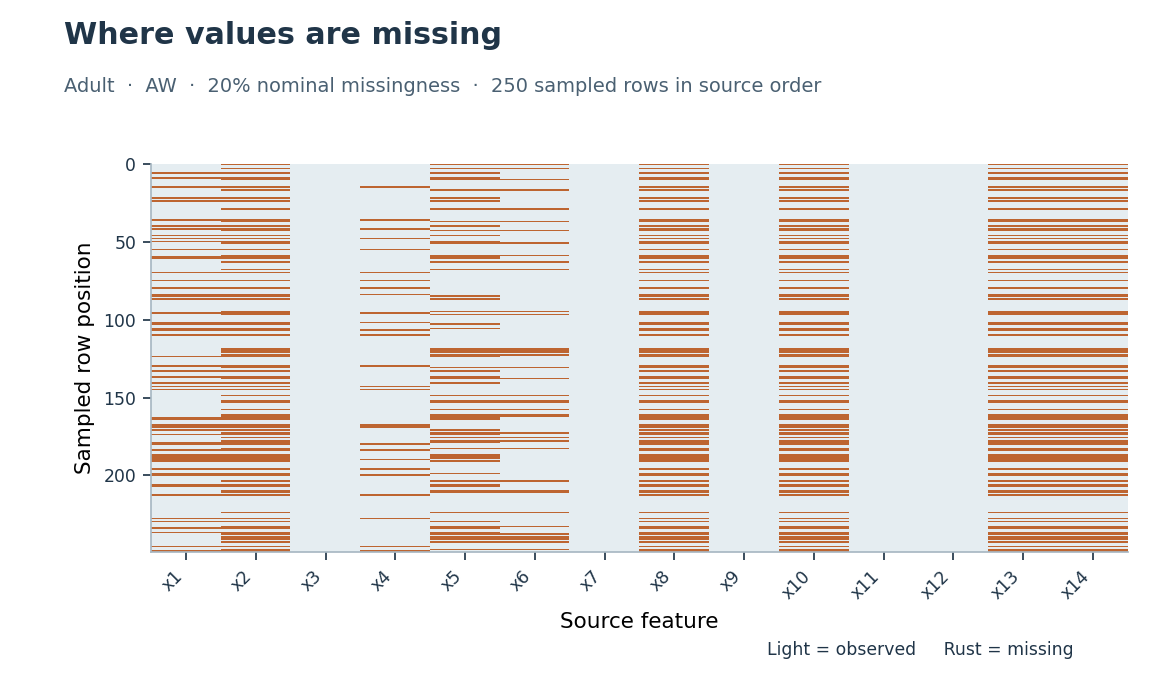 Where values are missing
Adult · AW · 20% nominal missingness · 250 sampled rows in source order
Sampled row position
0
50
100
150
200
x1 x2 x3 x4 x5 x6 x7 x8 x9 x10 x11 x12 x13 x14
Source feature
Light = observed Rust = missing